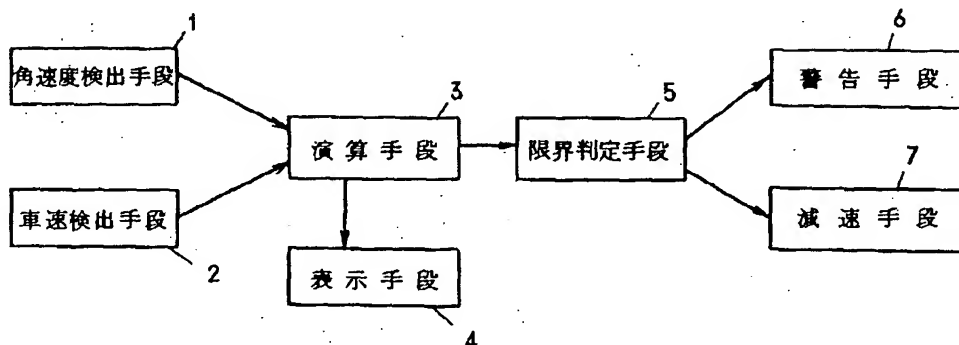 1
角速度検出手段
車速検出手段
2
3
演算手段
表示手段
4
5
限界判定手段
6
警告手段
7
減速手段